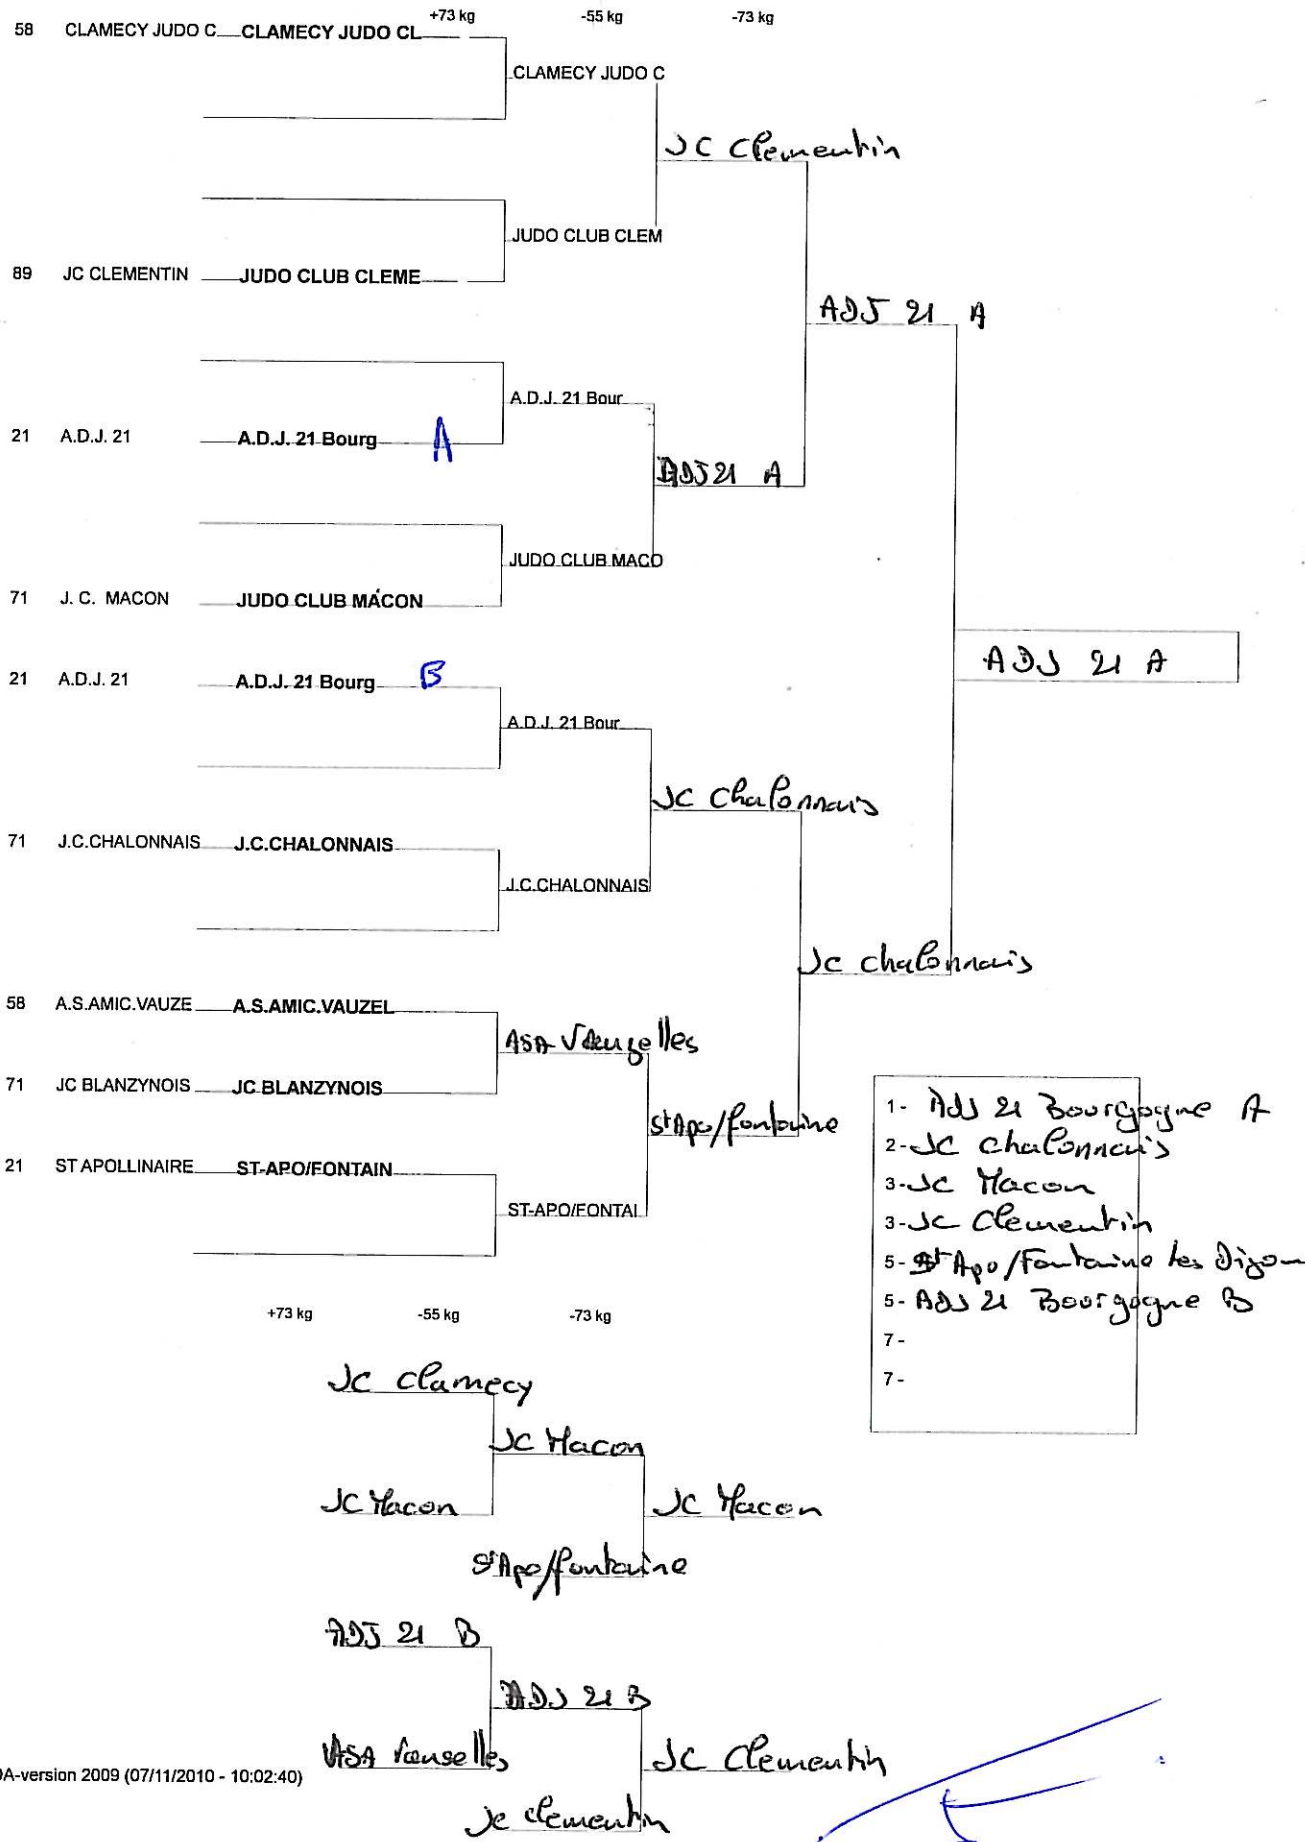 +73 kg -55 kg -73 kg
58 CLAMECY JUDO C CLAMECY JUDO CL
CLAMECY JUDO C
JC Clementin
JUDO CLUB CLEM
89 JC CLEMENTIN JUDO CLUB CLEME
ADJ 21 A
A.D.J. 21 Bour
21 A.D.J. 21 A.D.J. 21 Bourg A
ADJ 21 A
JUDO CLUB MACO
71 J. C. MACON JUDO CLUB MACON
ADJ 21 A
21 A.D.J. 21 A.D.J. 21 Bourg B
A.D.J. 21 Bour
JC Chalonnais
71 J.C.CHALONNAIS J.C.CHALONNAIS
J.C.CHALONNAIS
JC chalonnais
58 A.S.AMIC.VAUZE A.S.AMIC.VAUZEL
ASA Vauzelles
71 JC BLANZYNOIS JC BLANZYNOIS
St Apo/fontaine
21 ST APOLLINAIRE ST-APO/FONTAIN
ST-APO/FONTAI
1- ADJ 21 Bourgogne A
2- JC chalonnais
3- JC Macon
3- JC Clementin
5- St Apo/Fontaine les Dijon
5- ADJ 21 Bourgogne B
7-
7-
+73 kg -55 kg -73 kg
JC Clamecy
JC Macon
JC Macon
JC Macon
St Apo/fontaine
ADJ 21 B
ADJ 21 B
ASA Vauselles
JC Clementin
Jc clementin
A-version 2009 (07/11/2010 - 10:02:40)